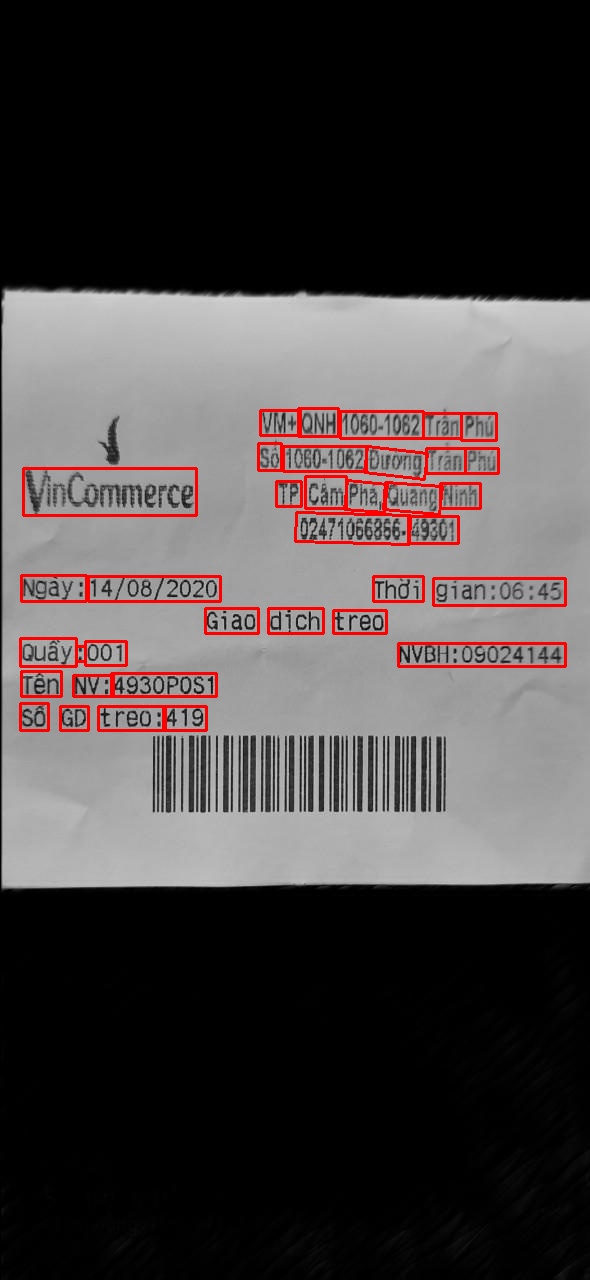 VM+ QNH 1060-1062 Trần Phú
Số 1060-1062 Đường Trần Phú
TP Cẩm Phả, Quảng Ninh
02471066866-49301
VinCommerce
Ngày:14/08/2020 Thời gian:06:45
Giao dịch treo
Quầy:001 NVBH:09024144
Tên NV:4930POS1
Số GD treo:419